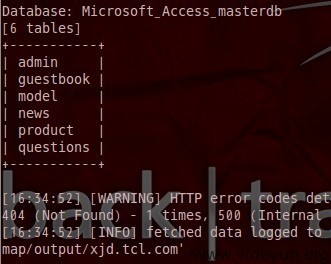 Database: Microsoft_Access_masterdb
[6 tables]
+-----------+
| admin     |
| guestbook |
| model     |
| news      |
| product   |
| questions |
+-----------+
[16:34:52] [WARNING] HTTP error codes det
404 (Not Found) - 1 times, 500 (Internal
[16:34:52] [INFO] fetched data logged to
map/output/xjd.tcl.com'
back | tra